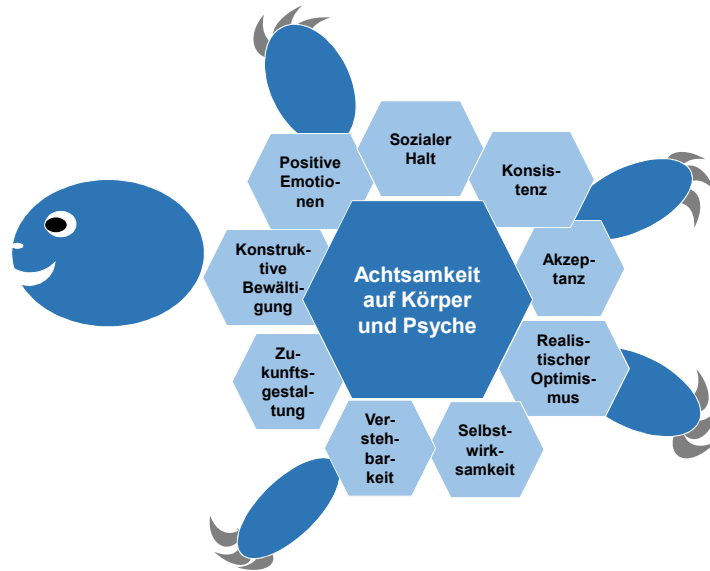 Sozialer
Halt
Positive
Emotio-
nen
Konsis-
tenz
Konstruk-
tive
Bewälti-
gung
Achtsamkeit
auf Körper
und Psyche
Akzep-
tanz
Zu-
kunfts-
gestal-
tung
Realis-
tischer
Optimis-
mus
Ver-
steh-
bar-
keit
Selbst-
wirk-
samkeit